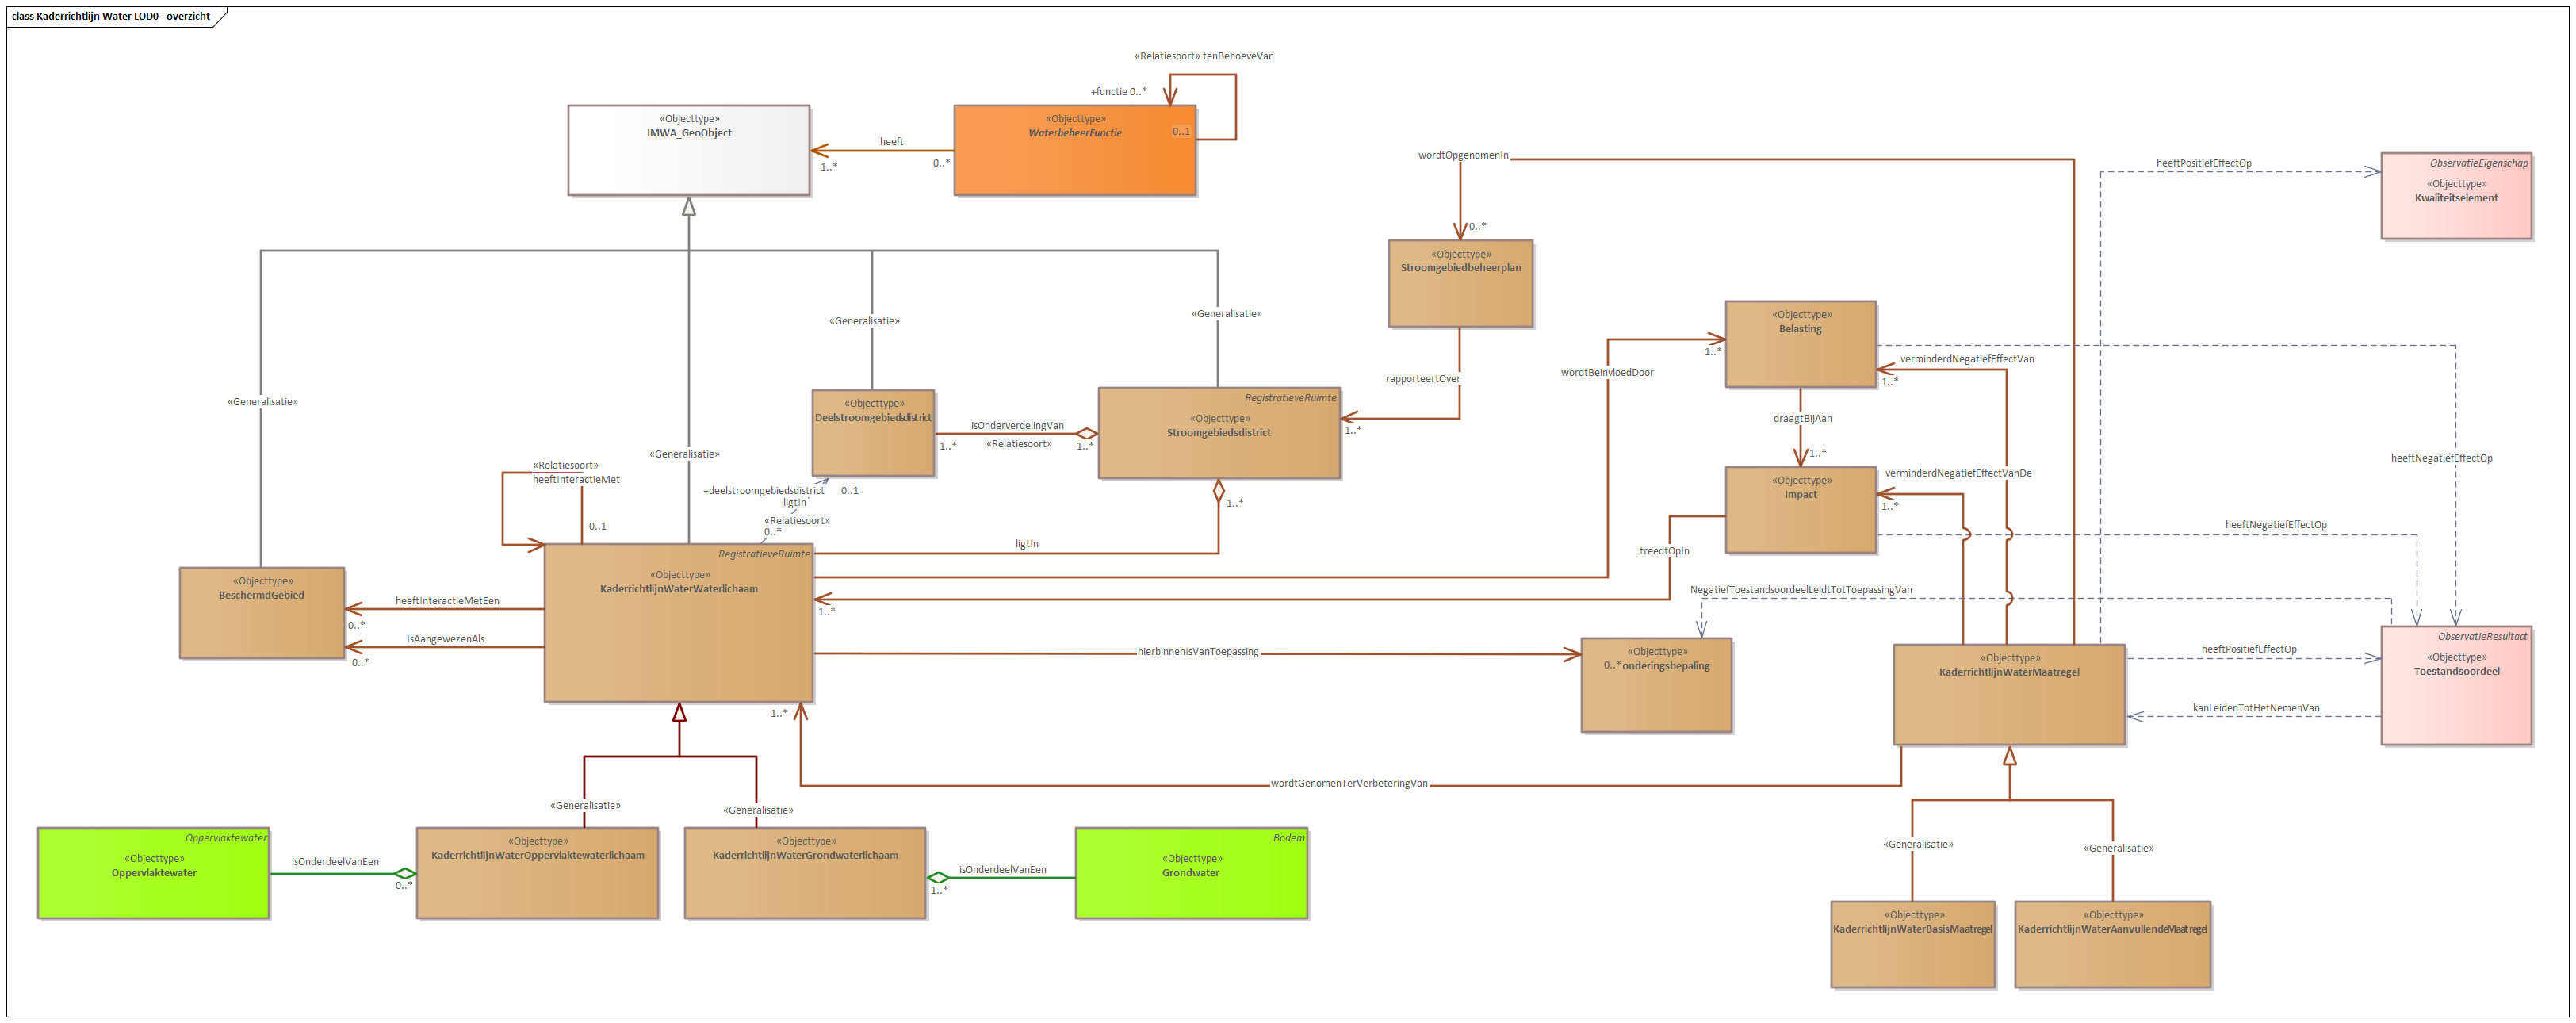 class Kaderrichtlijn Water LOD0 - overzicht
«Relatiesoort» tenBehoeveVan
+functie 0..*
«Objecttype»
IMWA_GeoObject
heeft
1..*
0..*
«Objecttype»
WaterbeheerFunctie
0..1
wordtOpgenomenIn
0..*
heeftPositiefEffectOp
ObservatieEigenschap
«Objecttype»
Kwaliteitselement
«Objecttype»
Stroomgebiedbeheerplan
«Generalisatie»
«Generalisatie»
«Generalisatie»
«Generalisatie»
rapporteertOver
1..*
wordtBeinvloedDoor
1..*
«Objecttype»
Belasting
verminderdNegatiefEffectVan
1..*
«Objecttype»
Deelstroomgebiedsdistrict
isOnderverdelingVan
«Relatiesoort»
1..*
1..*
RegistratieveRuimte
«Objecttype»
Stroomgebiedsdistrict
draagtBijAan
1..*
heeftNegatiefEffectOp
«Relatiesoort»
heeftInteractieMet
0..1
+deelstroomgebiedsdistrict
0..1
ligtIn
«Relatiesoort»
0..*
1..*
ligtIn
«Objecttype»
Impact
verminderdNegatiefEffectVanDe
1..*
heeftNegatiefEffectOp
treedtOpIn
1..*
NegatiefToestandsoordeelLeidtTotToepassingVan
RegistratieveRuimte
«Objecttype»
KaderrichtlijnWaterWaterlichaam
«Objecttype»
BeschermdGebied
heeftInteractieMetEen
0..*
IsAangewezenAls
0..*
hierbinnenIsVanToepassing
«Objecttype»
0..*
onderingsbepaling
«Objecttype»
KaderrichtlijnWaterMaatregel
heeftPositiefEffectOp
kanLeidenTotHetNemenVan
ObservatieResultaat
«Objecttype»
Toestandsoordeel
1..*
wordtGenomenTerVerbeteringVan
«Generalisatie»
«Generalisatie»
Oppervlaktewater
«Objecttype»
Oppervlaktewater
isOnderdeelVanEen
0..*
«Objecttype»
KaderrichtlijnWaterOppervlaktewaterlichaam
«Objecttype»
KaderrichtlijnWaterGrondwaterlichaam
isOnderdeelVanEen
1..*
Bodem
«Objecttype»
Grondwater
«Generalisatie»
«Generalisatie»
«Objecttype»
KaderrichtlijnWaterBasisMaatregel
«Objecttype»
KaderrichtlijnWaterAanvullendeMaatregel